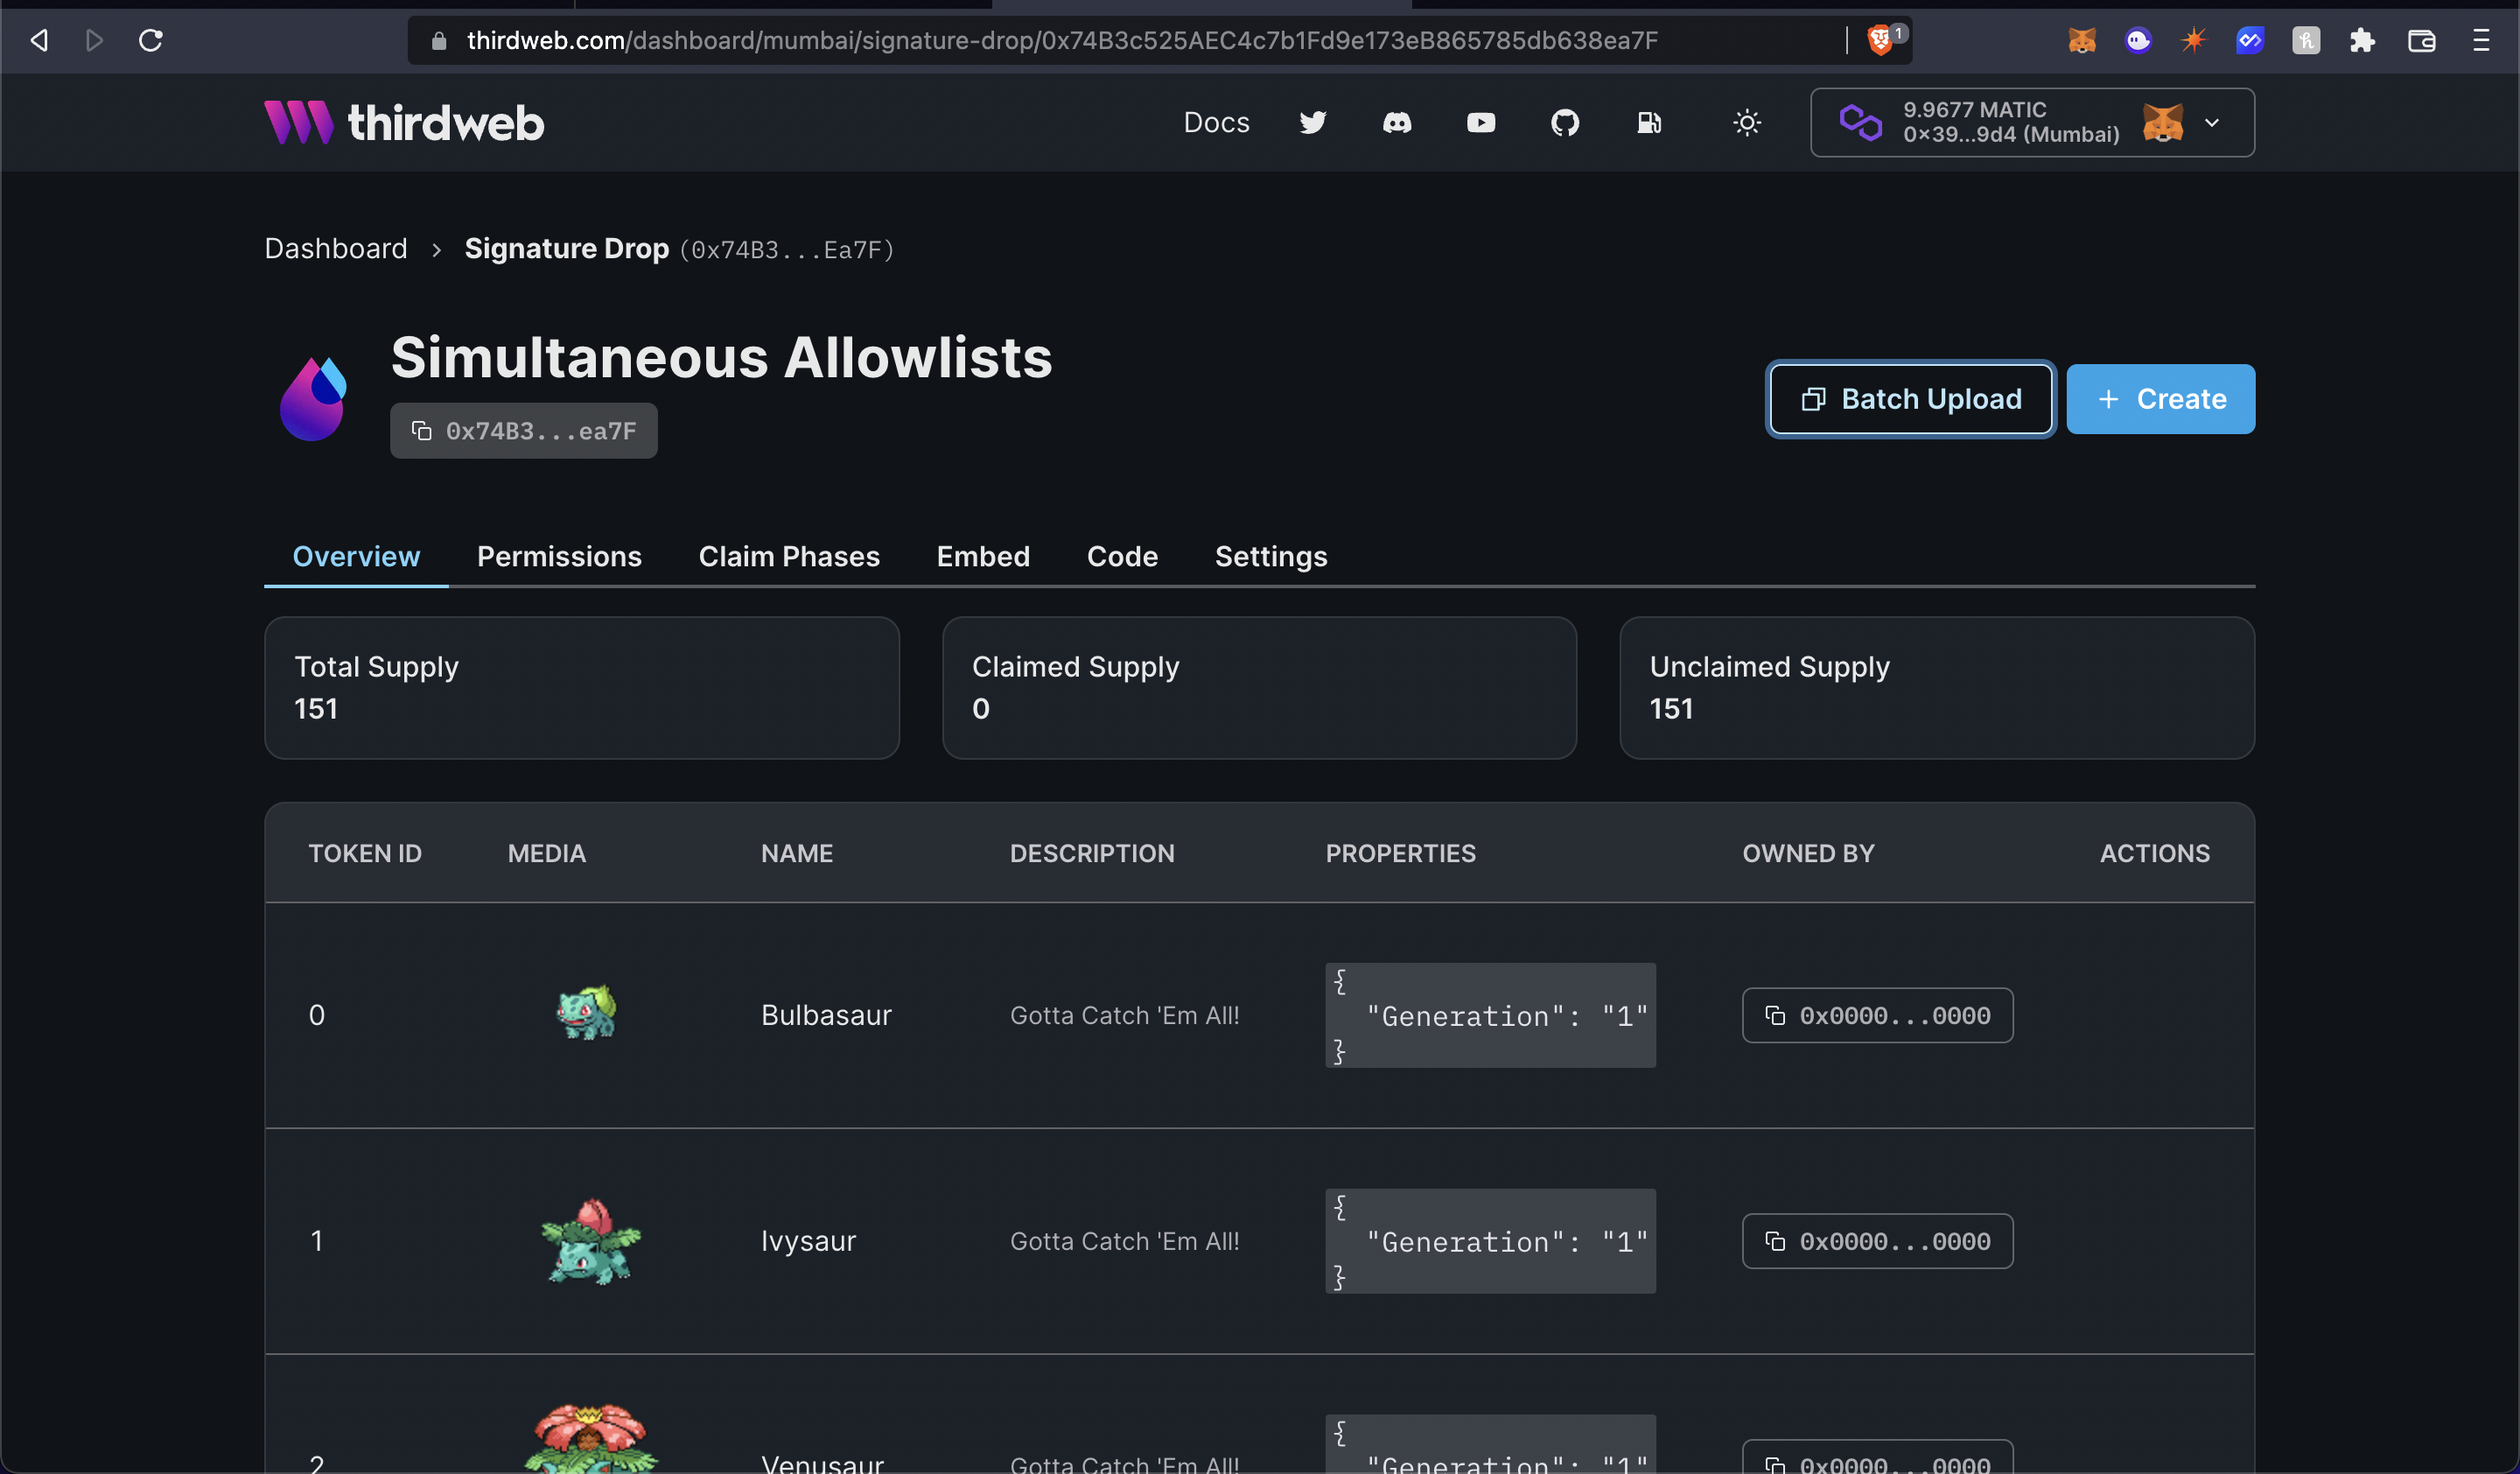 thirdweb.com/dashboard/mumbai/signature-drop/0x74B3c525AEC4c7b1Fd9e173eB865785db638ea7F
1
thirdweb
Docs
9.9677 MATIC
0x39...9d4 (Mumbai)
Dashboard > Signature Drop (0x74B3...Ea7F)
Simultaneous Allowlists
0x74B3...ea7F
Batch Upload
+ Create
Overview Permissions Claim Phases Embed Code Settings
Total Supply
151
Claimed Supply
0
Unclaimed Supply
151
TOKEN ID MEDIA NAME DESCRIPTION PROPERTIES OWNED BY ACTIONS
0 Bulbasaur Gotta Catch 'Em All!
{
"Generation": "1"
}
0x0000...0000
1 Ivysaur Gotta Catch 'Em All!
{
"Generation": "1"
}
0x0000...0000
2 Venusaur Gotta Catch 'Em All!
{
"Generation": "1"
0x0000...0000